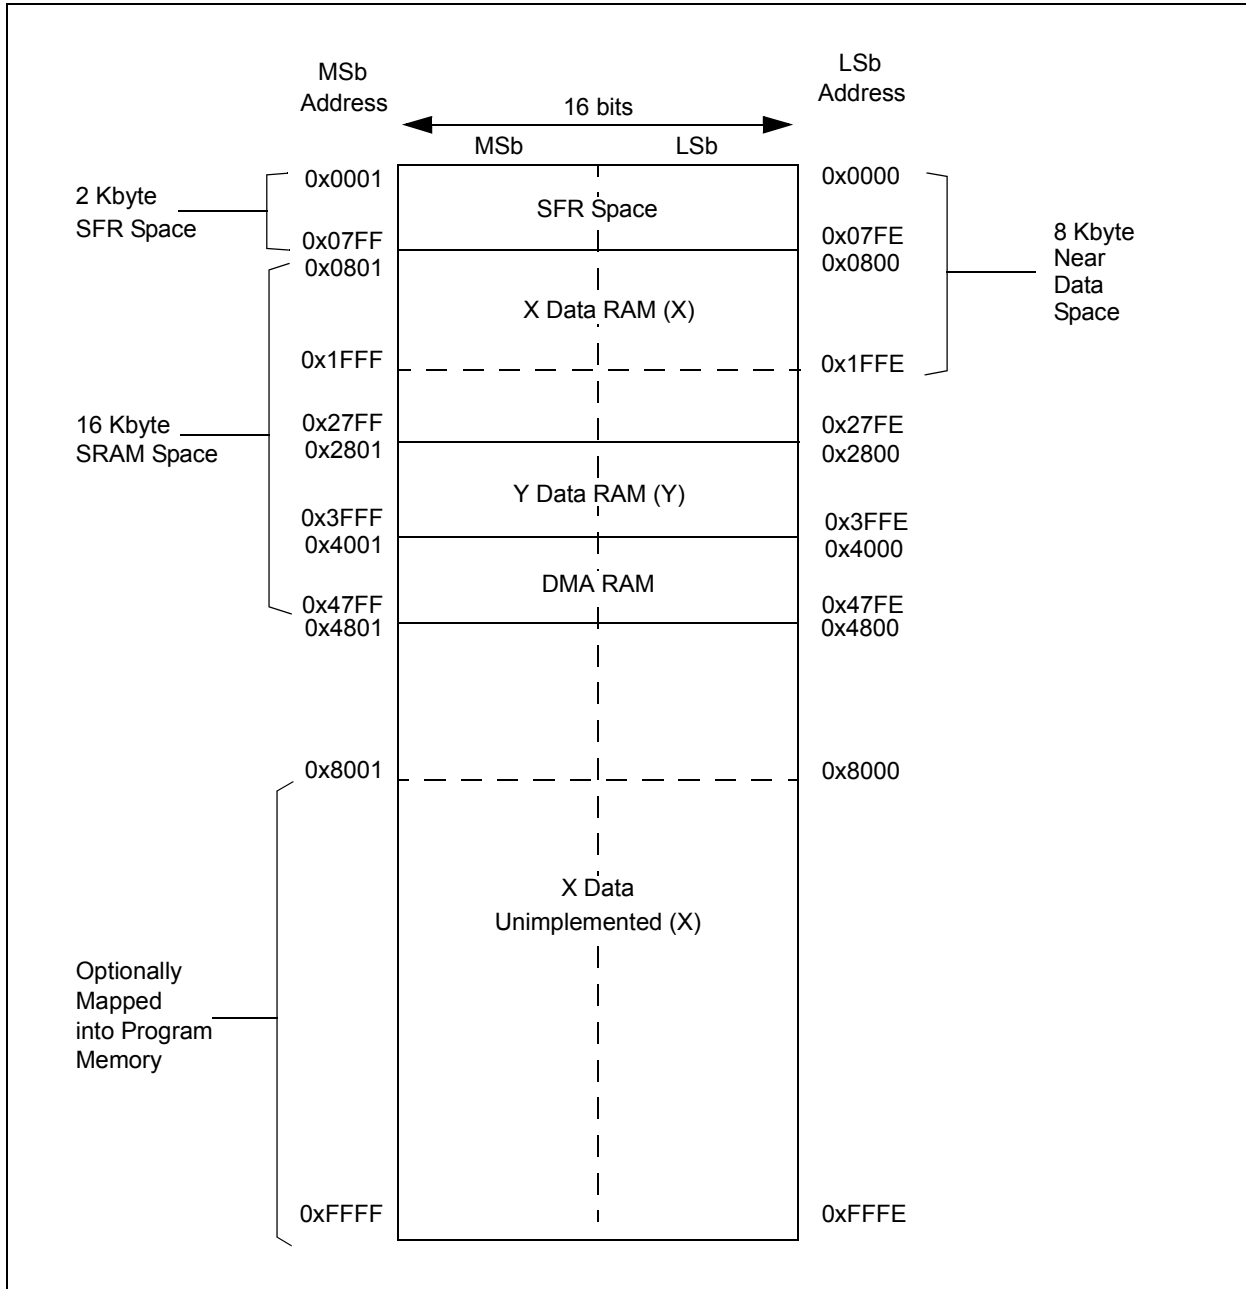 MSb
Address
LSb
Address
16 bits
MSb
LSb
2 Kbyte
SFR Space
0x0001
0x07FF
0x0801
SFR Space
0x0000
0x07FE
0x0800
8 Kbyte
Near
Data
Space
X Data RAM (X)
0x1FFF
0x1FFE
16 Kbyte
SRAM Space
0x27FF
0x2801
0x27FE
0x2800
Y Data RAM (Y)
0x3FFF
0x4001
0x3FFE
0x4000
DMA RAM
0x47FF
0x4801
0x47FE
0x4800
0x8001
0x8000
X Data
Unimplemented (X)
Optionally
Mapped
into Program
Memory
0xFFFF
0xFFFE